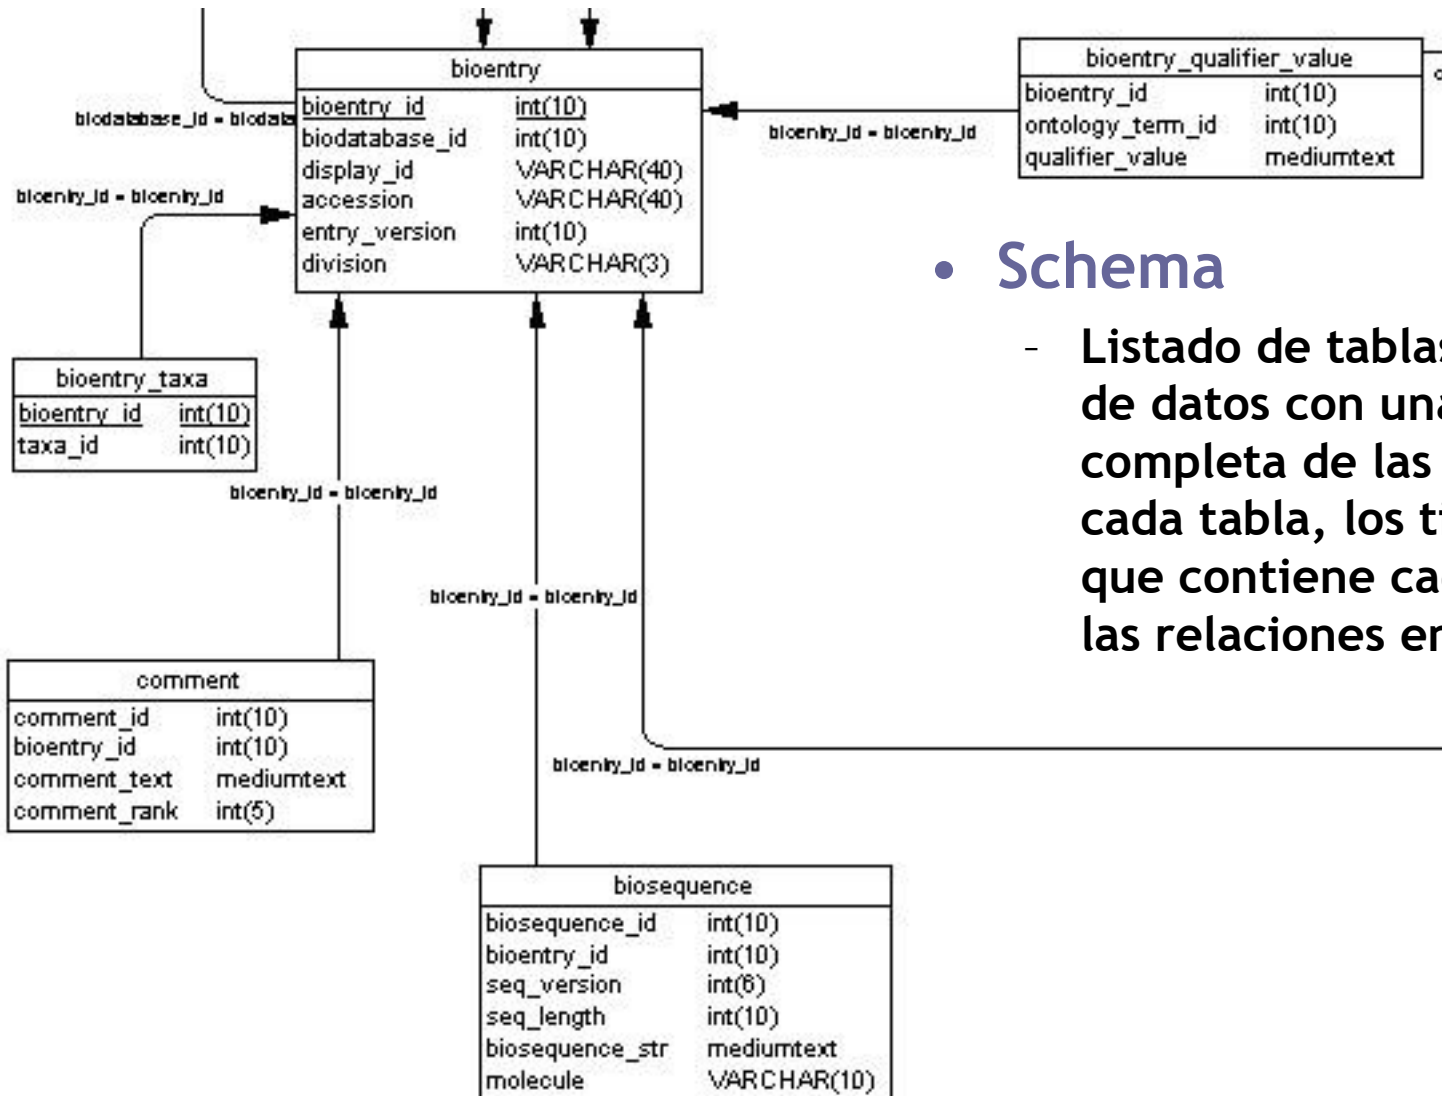 bioentry
bioentry_id int(10)
biodatabase_id int(10)
display_id VARCHAR(40)
accession VARCHAR(40)
entry_version int(10)
division VARCHAR(3)
bioentry_qualifier_value
bioentry_id int(10)
ontology_term_id int(10)
qualifier_value mediumtext
biodatabase_id = biodata
bioentry_id = bioentry_id
bioentry_id = bioentry_id
• Schema
- Listado de tablas
de datos con una
completa de las
cada tabla, los t
que contiene ca
las relaciones en
bioentry_taxa
bioentry_id int(10)
taxa_id int(10)
bioentry_id = bioentry_id
bioentry_id = bioentry_id
comment
comment_id int(10)
bioentry_id int(10)
comment_text mediumtext
comment_rank int(5)
bioentry_id = bioentry_id
biosequence
biosequence_id int(10)
bioentry_id int(10)
seq_version int(6)
seq_length int(10)
biosequence_str mediumtext
molecule VARCHAR(10)